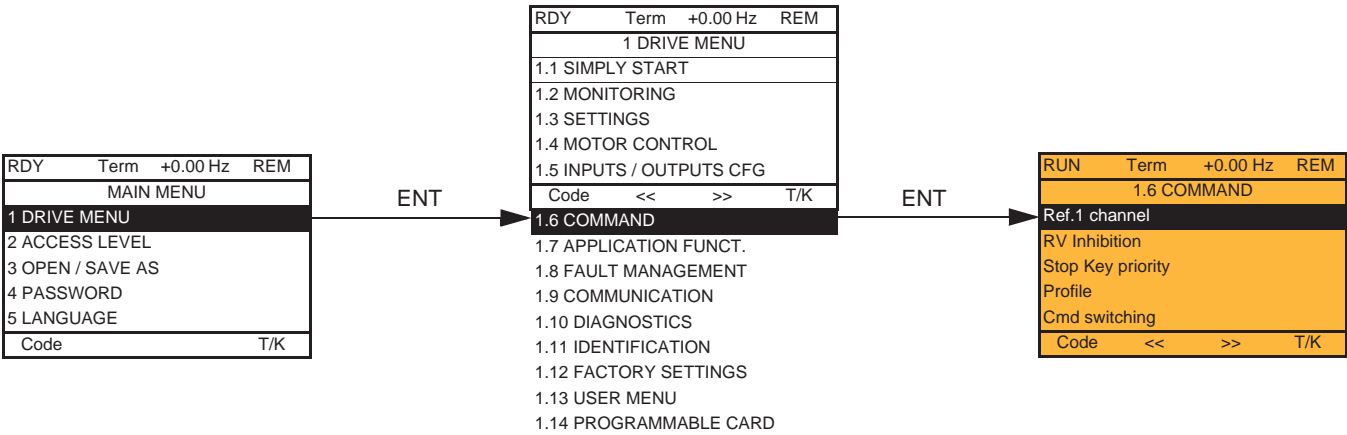 RDY Term +0.00 Hz REM
MAIN MENU
1 DRIVE MENU
2 ACCESS LEVEL
3 OPEN / SAVE AS
4 PASSWORD
5 LANGUAGE
Code T/K
ENT
RDY Term +0.00 Hz REM
1 DRIVE MENU
1.1 SIMPLY START
1.2 MONITORING
1.3 SETTINGS
1.4 MOTOR CONTROL
1.5 INPUTS / OUTPUTS CFG
Code << >> T/K
1.6 COMMAND
1.7 APPLICATION FUNCT.
1.8 FAULT MANAGEMENT
1.9 COMMUNICATION
1.10 DIAGNOSTICS
1.11 IDENTIFICATION
1.12 FACTORY SETTINGS
1.13 USER MENU
1.14 PROGRAMMABLE CARD
ENT
RUN Term +0.00 Hz REM
1.6 COMMAND
Ref.1 channel
RV Inhibition
Stop Key priority
Profile
Cmd switching
Code << >> T/K